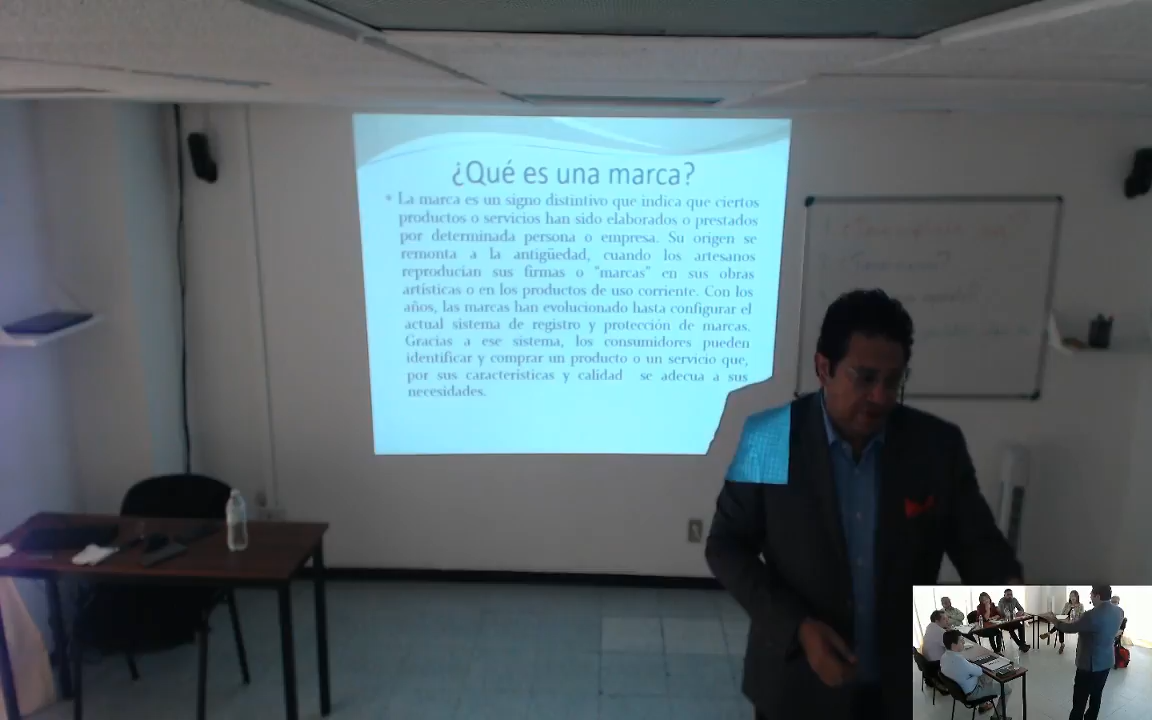 ¿Qué es una marca?
• La marca es un signo distintivo que indica que ciertos
productos o servicios han sido elaborados o prestados
por determinada persona o empresa. Su origen se
remonta a la antigüedad, cuando los artesanos
reproducían sus firmas o "marcas" en sus obras
artísticas o en los productos de uso corriente. Con los
años, las marcas han evolucionado hasta configurar el
actual sistema de registro y protección de marcas.
Gracias a ese sistema, los consumidores pueden
identificar y comprar un producto o un servicio que,
por sus características y calidad se adecua a sus
necesidades.